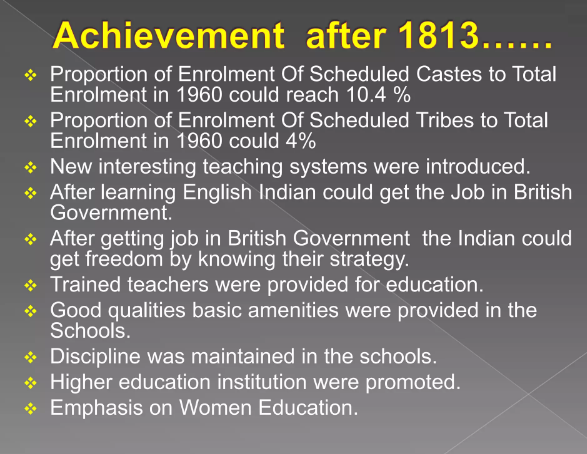 Achievement  after 1813......
❖ Proportion of Enrolment Of Scheduled Castes to Total
Enrolment in 1960 could reach 10.4 %
❖ Proportion of Enrolment Of Scheduled Tribes to Total
Enrolment in 1960 could 4%
❖ New interesting teaching systems were introduced.
❖ After learning English Indian could get the Job in British
Government.
❖ After getting job in British Government  the Indian could
get freedom by knowing their strategy.
❖ Trained teachers were provided for education.
❖ Good qualities basic amenities were provided in the
Schools.
❖ Discipline was maintained in the schools.
❖ Higher education institution were promoted.
❖ Emphasis on Women Education.